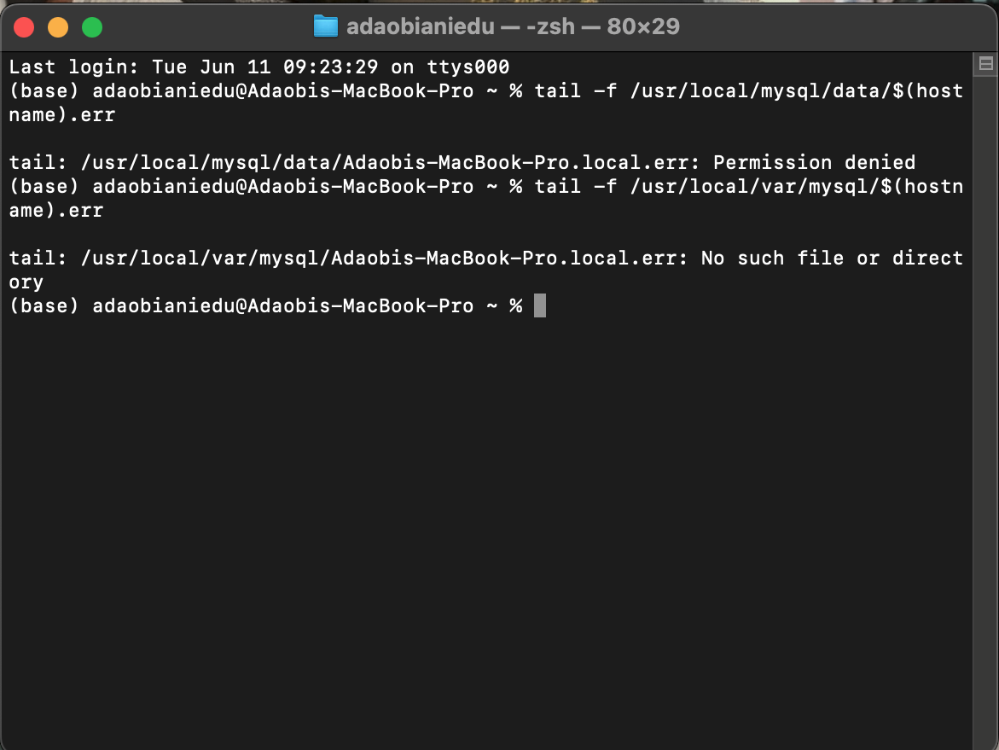 adaobianiedu — -zsh — 80×29
Last login: Tue Jun 11 09:23:29 on ttys000
(base) adaobianiedu@Adaobis-MacBook-Pro ~ % tail -f /usr/local/mysql/data/$(host
name).err
tail: /usr/local/mysql/data/Adaobis-MacBook-Pro.local.err: Permission denied
(base) adaobianiedu@Adaobis-MacBook-Pro ~ % tail -f /usr/local/var/mysql/$(hostn
ame).err
tail: /usr/local/var/mysql/Adaobis-MacBook-Pro.local.err: No such file or direct
ory
(base) adaobianiedu@Adaobis-MacBook-Pro ~ %